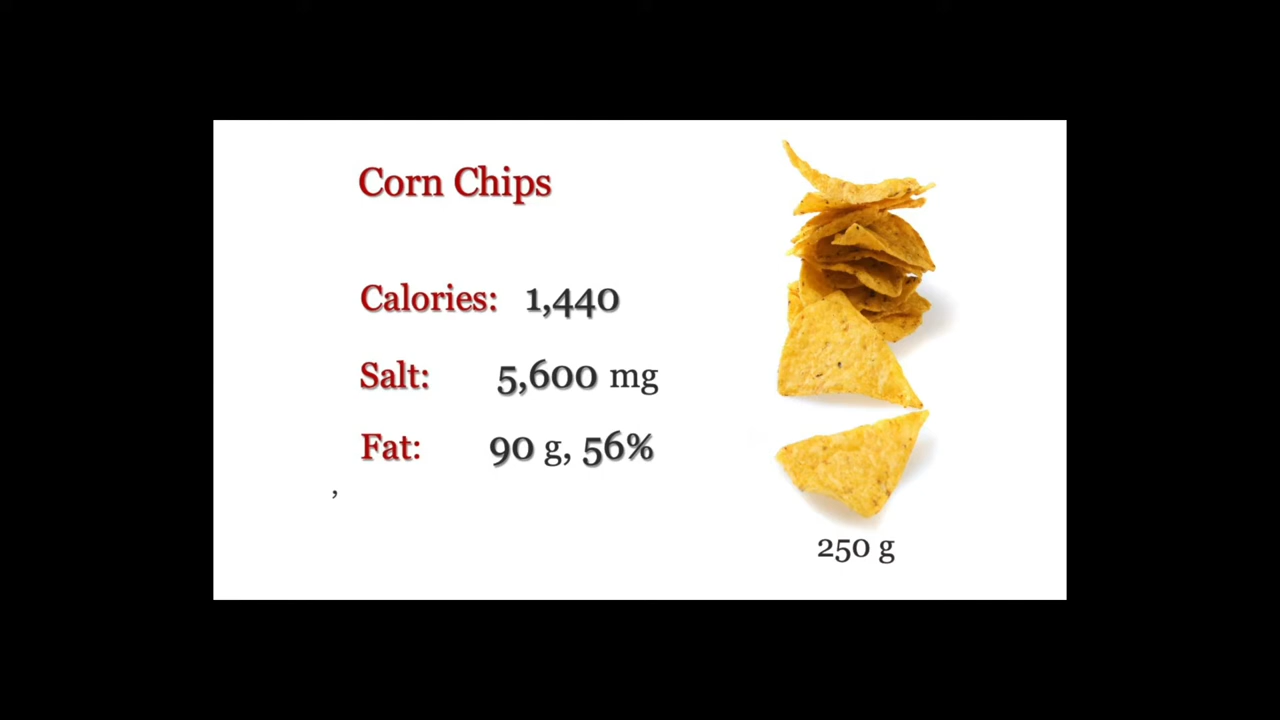 Corn Chips
Calories: 1,440
Salt: 5,600 mg
Fat: 90 g, 56%
,
250 g